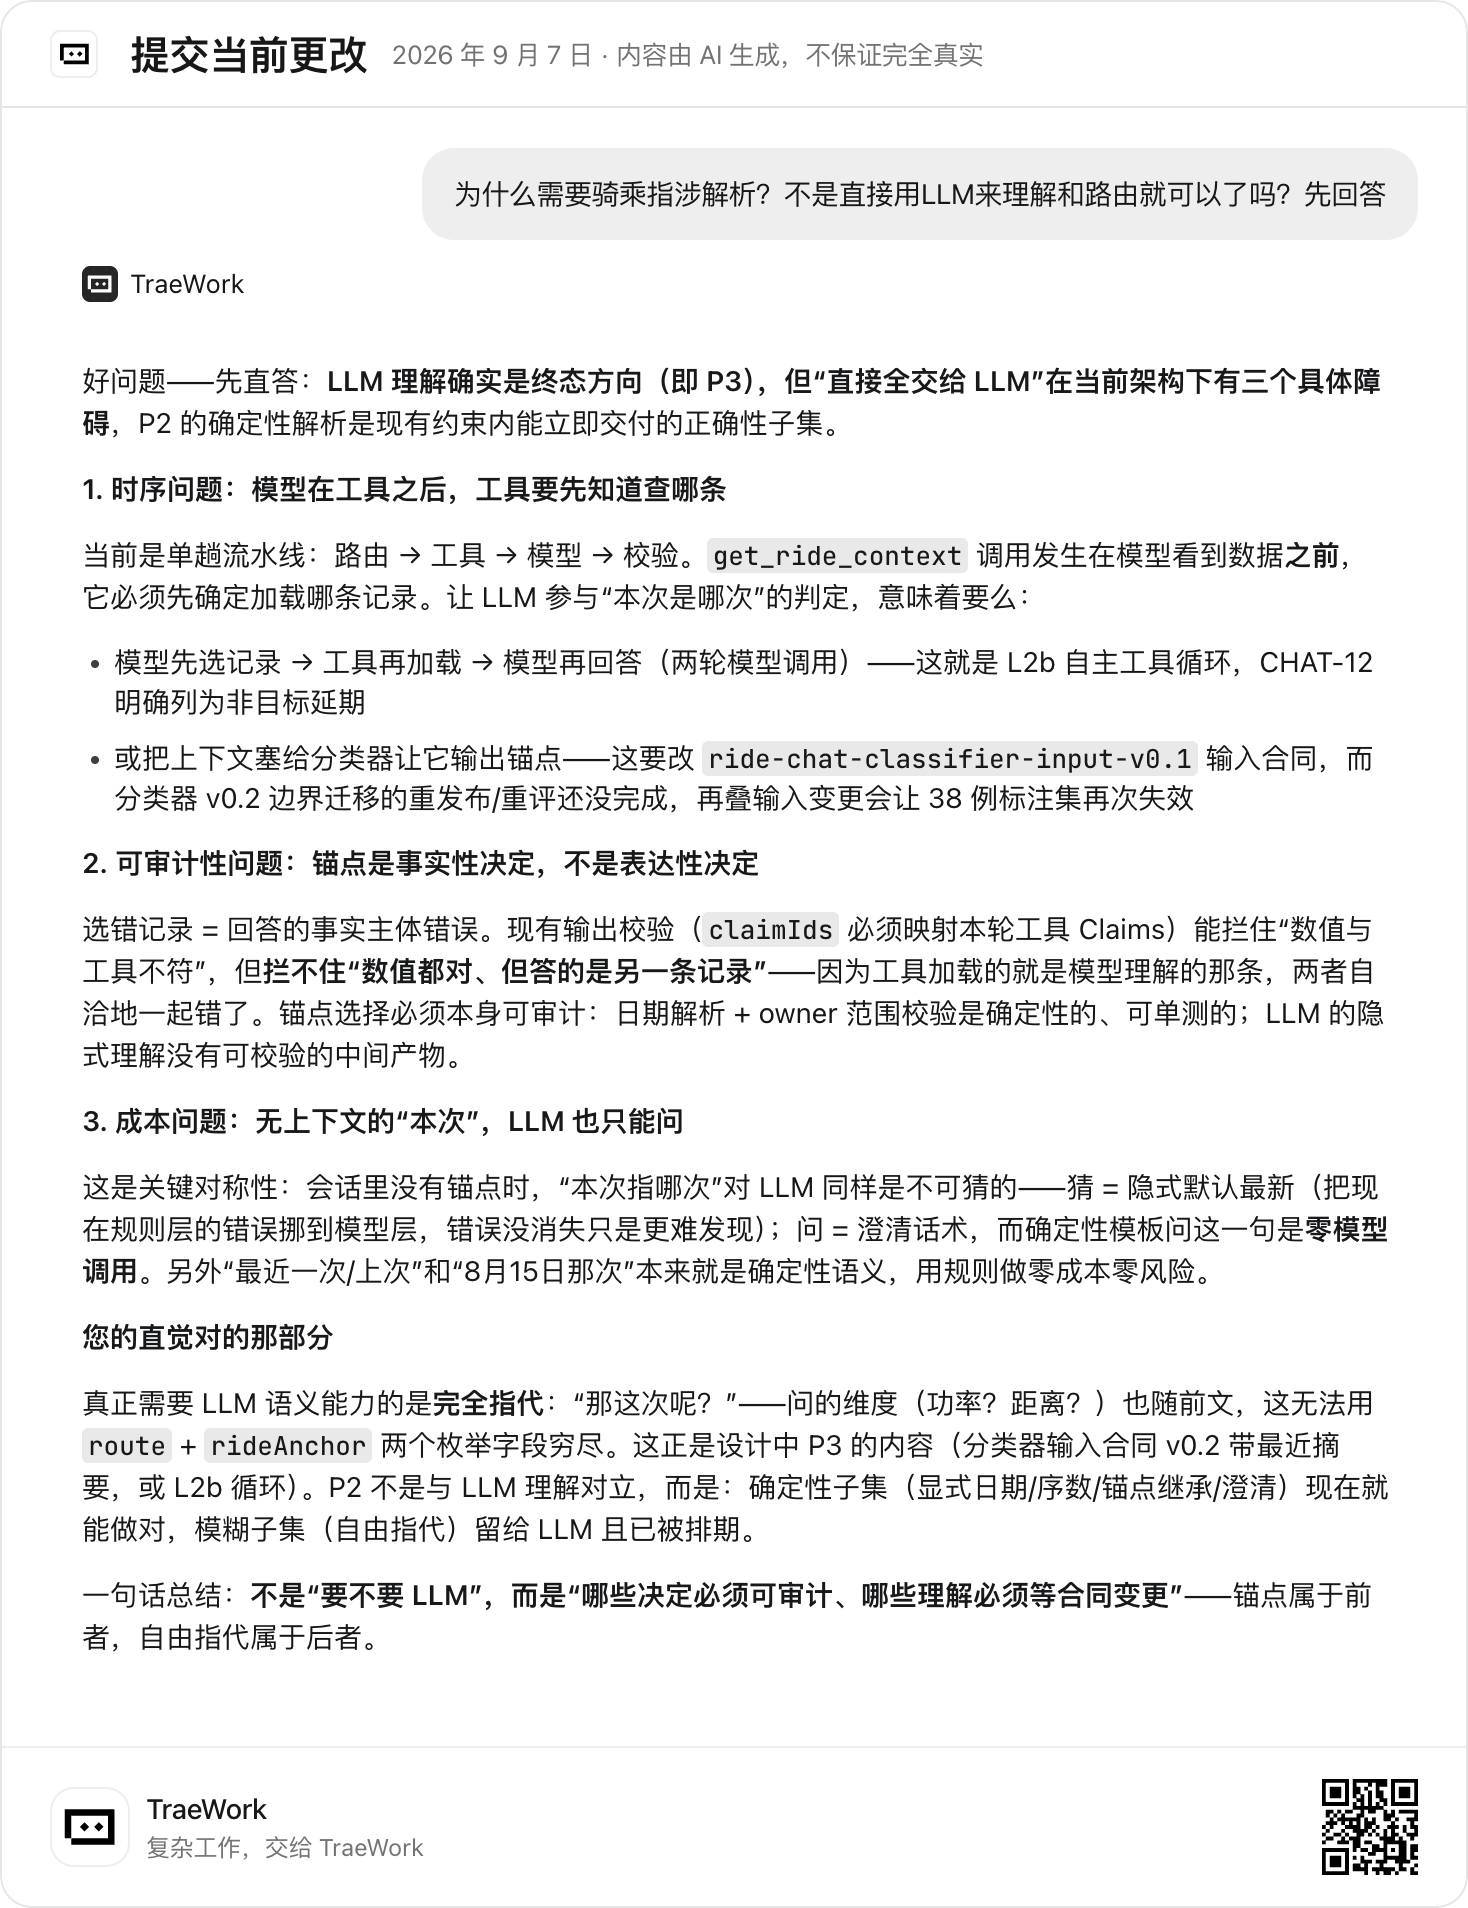 提交当前更改 2026 年 9 月 7 日 · 内容由 AI 生成，不保证完全真实
为什么需要骑乘指涉解析？不是直接用LLM来理解和路由就可以了吗？先回答
TraeWork
好问题——先直答：LLM 理解确实是终态方向（即 P3），但“直接全交给 LLM”在当前架构下有三个具体障
碍，P2 的确定性解析是现有约束内能立即交付的正确性子集。
1. 时序问题：模型在工具之后，工具要先知道查哪条
当前是单趟流水线：路由 → 工具 → 模型 → 校验。get_ride_context 调用发生在模型看到数据之前，
它必须先确定加载哪条记录。让 LLM 参与“本次是哪次”的判定，意味着要么：
• 模型先选记录 → 工具再加载 → 模型再回答（两轮模型调用）——这就是 L2b 自主工具循环，CHAT-12
明确列为非目标延期
• 或把上下文塞给分类器让它输出锚点——这要改 ride-chat-classifier-input-v0.1 输入合同，而
分类器 v0.2 边界迁移的重发布/重评还没完成，再叠输入变更会让 38 例标注集再次失效
2. 可审计性问题：锚点是事实性决定，不是表达性决定
选错记录 = 回答的事实主体错误。现有输出校验（claimIds 必须映射本轮工具 Claims）能拦住“数值与
工具不符”，但拦不住“数值都对、但答的是另一条记录”——因为工具加载的就是模型理解的那条，两者自
洽地一起错了。锚点选择必须本身可审计：日期解析 + owner 范围校验是确定性的、可单测的；LLM 的隐
式理解没有可校验的中间产物。
3. 成本问题：无上下文的“本次”，LLM 也只能问
这是关键对称性：会话里没有锚点时，“本次指哪次”对 LLM 同样是不可猜的——猜 = 隐式默认最新（把现
在规则层的错误挪到模型层，错误没消失只是更难发现）；问 = 澄清话术，而确定性模板问这一句是零模型
调用。另外“最近一次/上次”和“8月15日那次”本来就是确定性语义，用规则做零成本零风险。
您的直觉对的那部分
真正需要 LLM 语义能力的是完全指代：“那这次呢？”——问的维度（功率？距离？）也随前文，这无法用
route + rideAnchor 两个枚举字段穷尽。这正是设计中 P3 的内容（分类器输入合同 v0.2 带最近摘
要，或 L2b 循环）。P2 不是与 LLM 理解对立，而是：确定性子集（显式日期/序数/锚点继承/澄清）现在就
能做对，模糊子集（自由指代）留给 LLM 且已被排期。
一句话总结：不是“要不要 LLM”，而是“哪些决定必须可审计、哪些理解必须等合同变更”——锚点属于前
者，自由指代属于后者。
TraeWork
复杂工作，交给 TraeWork